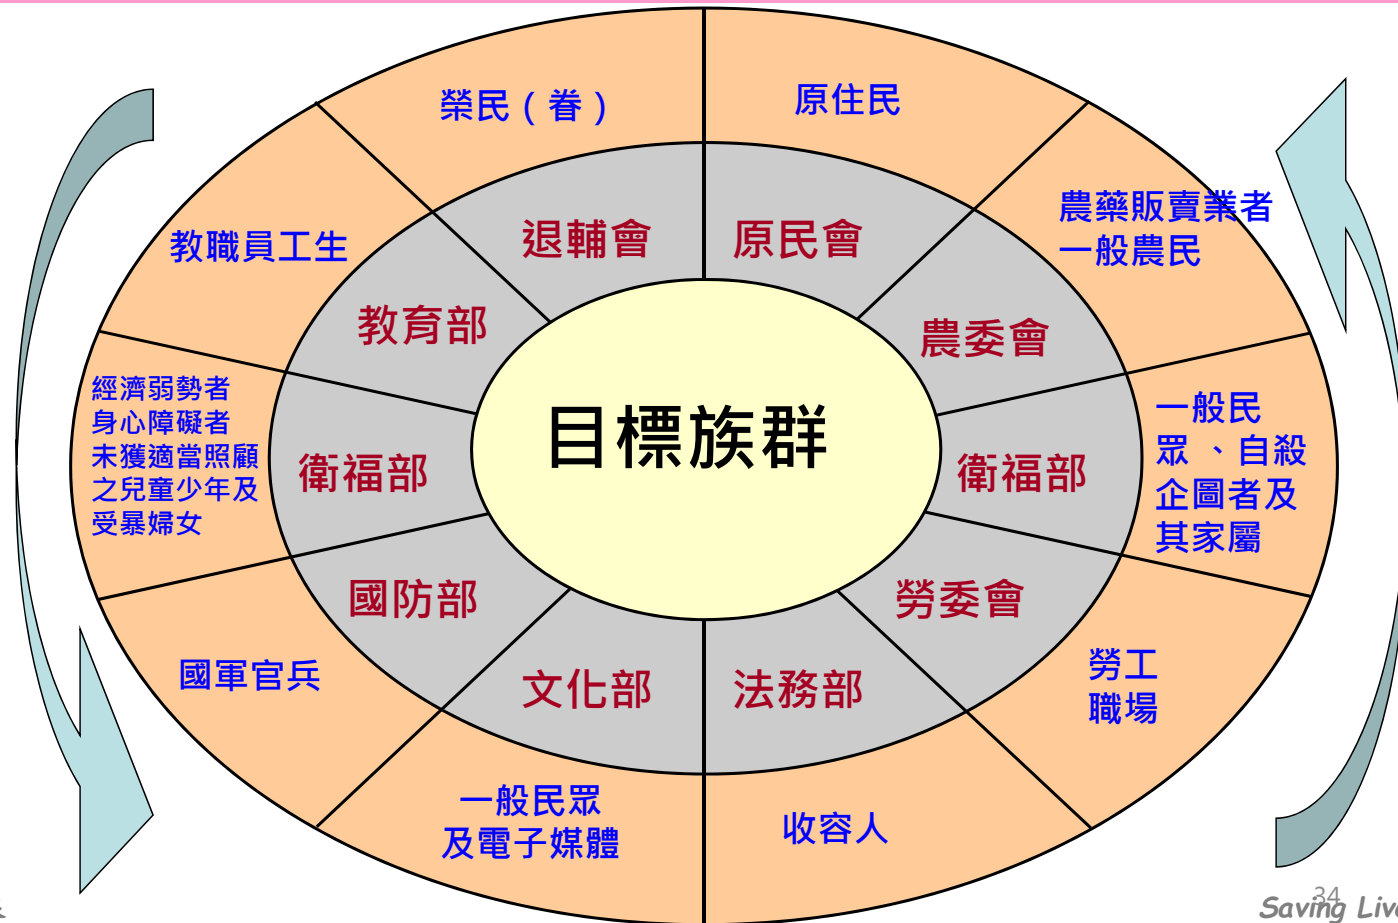 榮民（眷）
原住民
農藥販賣業者
一般農民
教職員工生
退輔會
原民會
教育部
農委會
經濟弱勢者
身心障礙者
未獲適當照顧
之兒童少年及
受暴婦女
衛福部
目標族群
衛福部
一般民
眾、自殺
企圖者及
其家屬
國防部
勞委會
國軍官兵
文化部
法務部
勞工
職場
一般民眾
及電子媒體
收容人
34
Saving Live